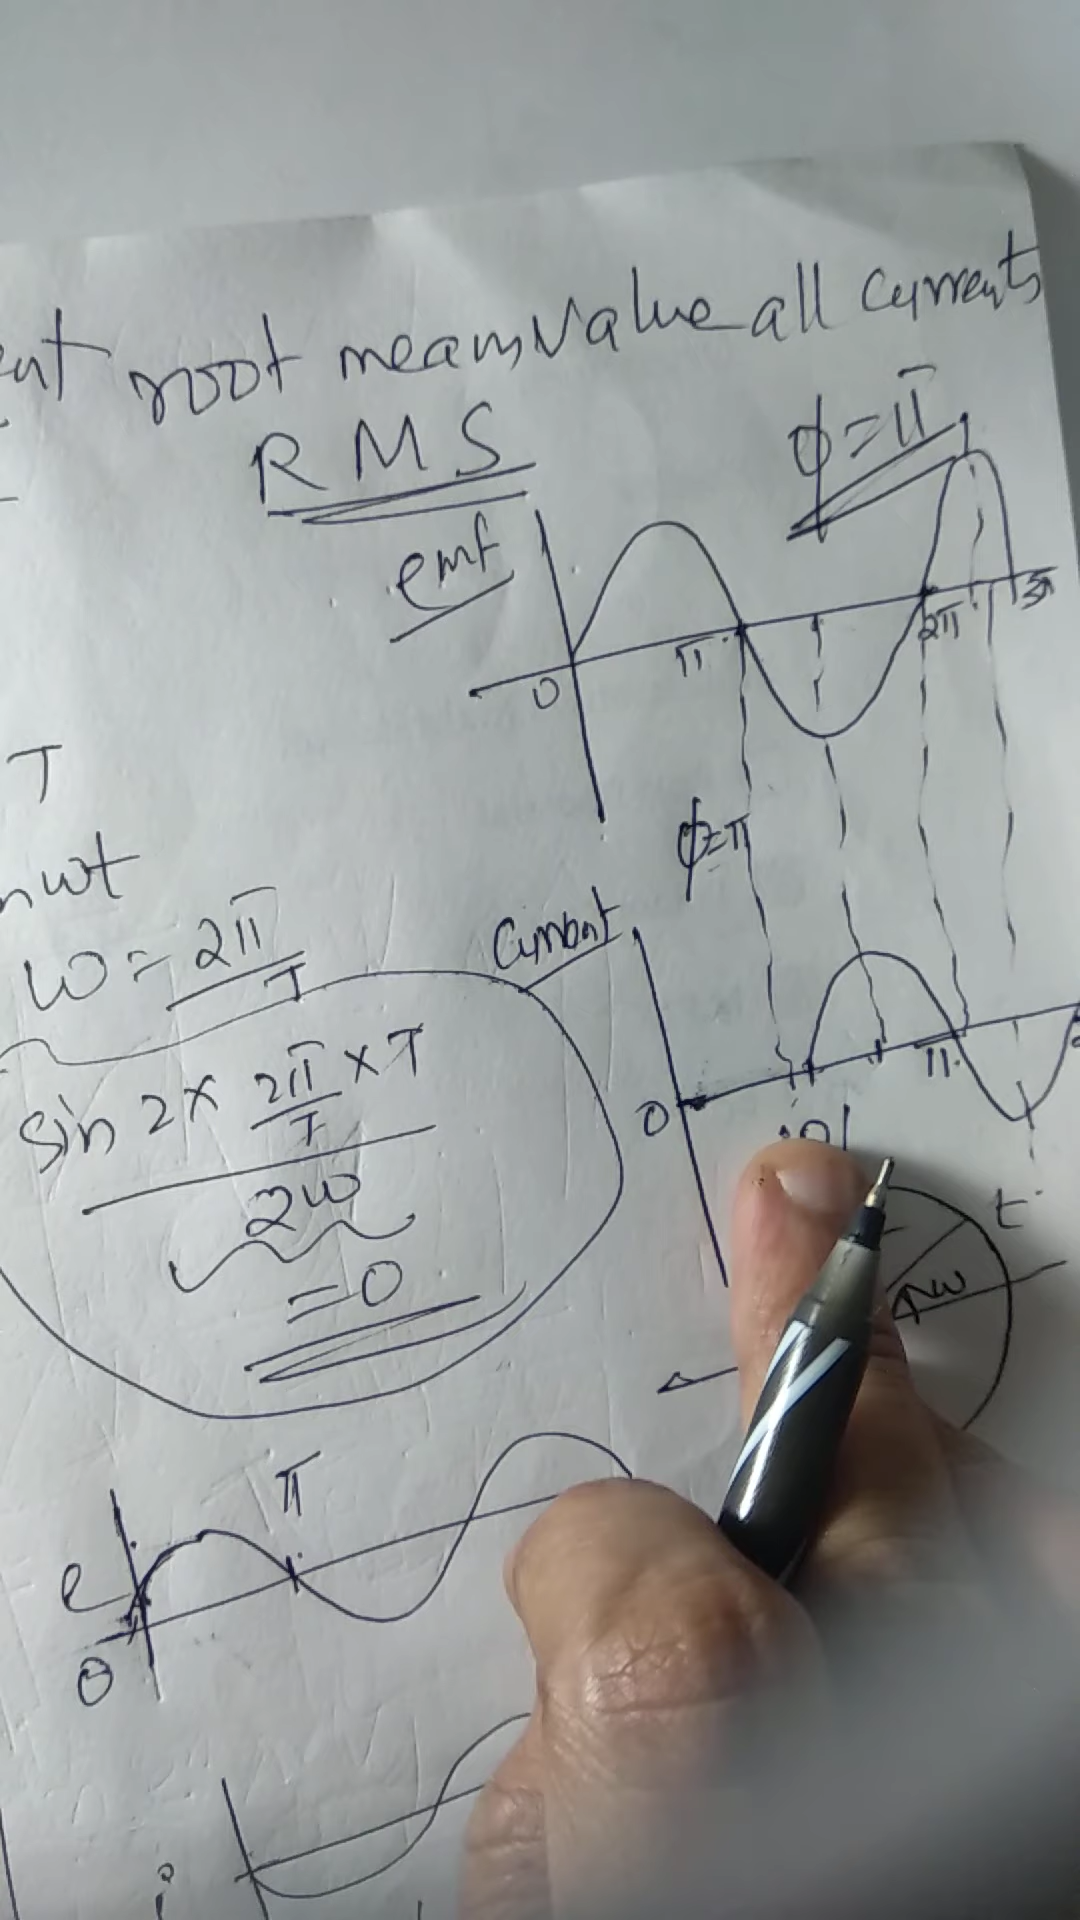 root mean Value all currents
RMS
ϕ=π
emf
0 π 2π 3π
T
ωt
ϕ=π
ω = 2π/T
Current
sin 2× 2π/T ×T
2ω
=0
0 π
t
ω
π
e
0
i